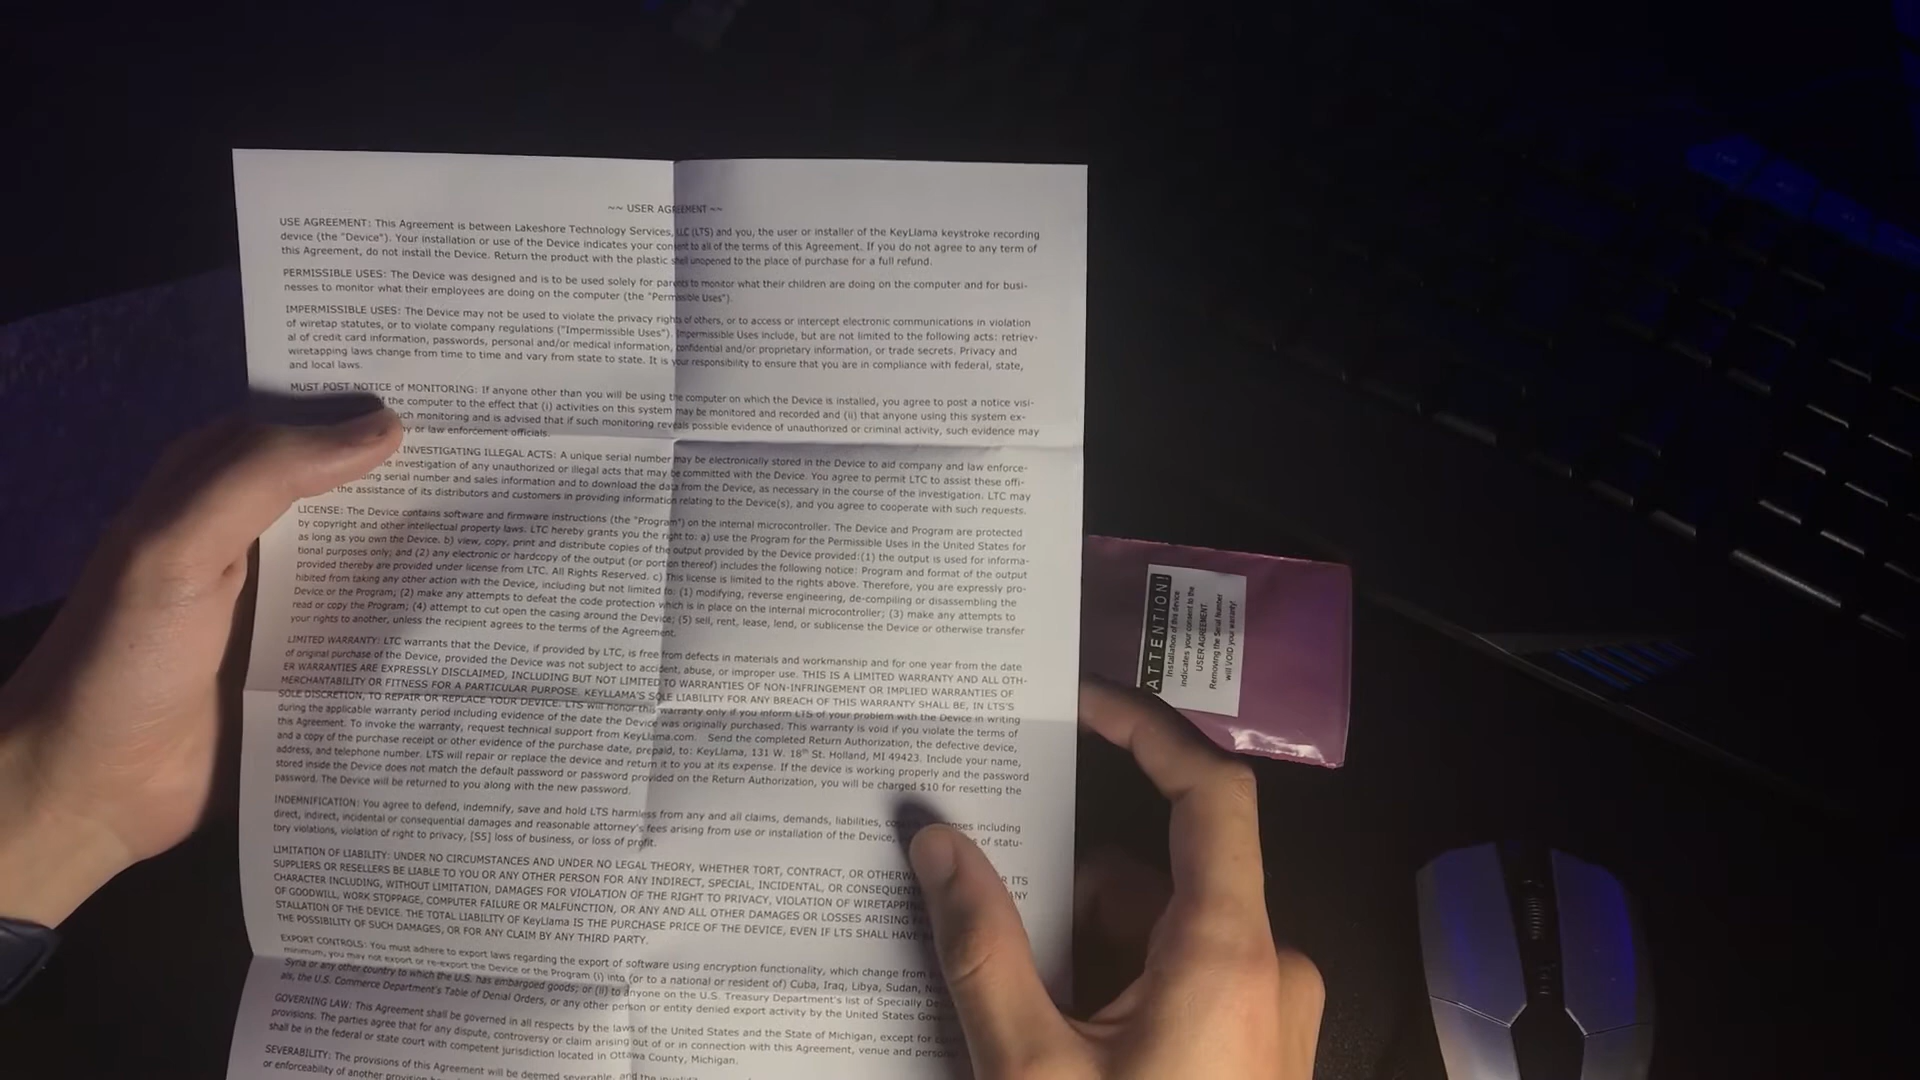 ~~ USER AGREEMENT ~~
USE AGREEMENT: This Agreement is between Lakeshore Technology Services, LLC (LTS) and you, the user or installer of the KeyLlama keystroke recording
device (the "Device"). Your installation or use of the Device indicates your consent to all of the terms of this Agreement. If you do not agree to any term of
this Agreement, do not install the Device. Return the product with the plastic shell unopened to the place of purchase for a full refund.
PERMISSIBLE USES: The Device was designed and is to be used solely for parents to monitor what their children are doing on the computer and for busi-
nesses to monitor what their employees are doing on the computer (the "Permissible Uses").
IMPERMISSIBLE USES: The Device may not be used to violate the privacy rights of others, or to access or intercept electronic communications in violation
of wiretap statutes, or to violate company regulations ("Impermissible Uses"). Impermissible Uses include, but are not limited to the following acts: retriev-
al of credit card information, passwords, personal and/or medical information, confidential and/or proprietary information, or trade secrets. Privacy and
wiretapping laws change from time to time and vary from state to state. It is your responsibility to ensure that you are in compliance with federal, state,
and local laws.
MUST POST NOTICE of MONITORING: If anyone other than you will be using the computer on which the Device is installed, you agree to post a notice visi-
the computer to the effect that (i) activities on this system may be monitored and recorded and (ii) that anyone using this system ex-
such monitoring and is advised that if such monitoring reveals possible evidence of unauthorized or criminal activity, such evidence may
or law enforcement officials.
INVESTIGATING ILLEGAL ACTS: A unique serial number may be electronically stored in the Device to aid company and law enforce-
investigation of any unauthorized or illegal acts that may be committed with the Device. You agree to permit LTC to assist these offi-
serial number and sales information and to download the data from the Device, as necessary in the course of the investigation. LTC may
the assistance of its distributors and customers in providing information relating to the Device(s), and you agree to cooperate with such requests.
LICENSE: The Device contains software and firmware instructions (the "Program") on the internal microcontroller. The Device and Program are protected
by copyright and other intellectual property laws. LTC hereby grants you the right to: a) use the Program for the Permissible Uses in the United States for
as long as you own the Device. b) view, copy, print and distribute copies of the output provided by the Device provided:(1) the output is used for informa-
tional purposes only; and (2) any electronic or hardcopy of the output (or portion thereof) includes the following notice: Program and format of the output
provided thereby are provided under license from LTC. All Rights Reserved. c) This license is limited to the rights above. Therefore, you are expressly pro-
hibited from taking any other action with the Device, including but not limited to: (1) modifying, reverse engineering, de-compiling or disassembling the
Device or the Program; (2) make any attempts to defeat the code protection which is in place on the internal microcontroller; (3) make any attempts to
read or copy the Program; (4) attempt to cut open the casing around the Device; (5) sell, rent, lease, lend, or sublicense the Device or otherwise transfer
your rights to another, unless the recipient agrees to the terms of the Agreement.
LIMITED WARRANTY: LTC warrants that the Device, if provided by LTC, is free from defects in materials and workmanship and for one year from the date
of original purchase of the Device, provided the Device was not subject to accident, abuse, or improper use. THIS IS A LIMITED WARRANTY AND ALL OTH-
ER WARRANTIES ARE EXPRESSLY DISCLAIMED, INCLUDING BUT NOT LIMITED TO WARRANTIES OF NON-INFRINGEMENT OR IMPLIED WARRANTIES OF
MERCHANTABILITY OR FITNESS FOR A PARTICULAR PURPOSE. KEYLLAMA'S SOLE LIABILITY FOR ANY BREACH OF THIS WARRANTY SHALL BE, IN LTS'S
SOLE DISCRETION, TO REPAIR OR REPLACE YOUR DEVICE. LTS will honor this warranty only if you inform LTS of your problem with the Device in writing
during the applicable warranty period including evidence of the date the Device was originally purchased. This warranty is void if you violate the terms of
this Agreement. To invoke the warranty, request technical support from KeyLlama.com. Send the completed Return Authorization, the defective device,
and a copy of the purchase receipt or other evidence of the purchase date, prepaid, to: KeyLlama, 131 W. 18th St. Holland, MI 49423. Include your name,
address, and telephone number. LTS will repair or replace the device and return it to you at its expense. If the device is working properly and the password
stored inside the Device does not match the default password or password provided on the Return Authorization, you will be charged $10 for resetting the
password. The Device will be returned to you along with the new password.
INDEMNIFICATION: You agree to defend, indemnify, save and hold LTS harmless from any and all claims, demands, liabilities, including
direct, indirect, incidental or consequential damages and reasonable attorney's fees arising from use or installation of the Device, of statu-
tory violations, violation of right to privacy, [S5] loss of business, or loss of profit.
LIMITATION OF LIABILITY: UNDER NO CIRCUMSTANCES AND UNDER NO LEGAL THEORY, WHETHER TORT, CONTRACT, OR ITS
SUPPLIERS OR RESELLERS BE LIABLE TO YOU OR ANY OTHER PERSON FOR ANY INDIRECT, SPECIAL, INCIDENTAL, OR ANY
CHARACTER INCLUDING, WITHOUT LIMITATION, DAMAGES FOR VIOLATION OF THE RIGHT TO PRIVACY, VIOLATION OF
OF GOODWILL, WORK STOPPAGE, COMPUTER FAILURE OR MALFUNCTION, OR ANY AND ALL OTHER DAMAGES OR LOSSES ARISING
STALLATION OF THE DEVICE. THE TOTAL LIABILITY OF KeyLlama IS THE PURCHASE PRICE OF THE DEVICE, EVEN IF LTS SHALL HAVE
THE POSSIBILITY OF SUCH DAMAGES, OR FOR ANY CLAIM BY ANY THIRD PARTY.
EXPORT CONTROLS: You must adhere to export laws regarding the export of software using encryption functionality, which change from
minimum, you may not export or re-export the Device or the Program (i) into (or to a national or resident of) Cuba, Iraq, Libya, Sudan,
Syria or any other country to which the U.S. has embargoed goods; or (ii) to anyone on the U.S. Treasury Department's list of Specially
als, the U.S. Commerce Department's Table of Denial Orders, or any other person or entity denied export activity by the United States
GOVERNING LAW: This Agreement shall be governed in all respects by the laws of the United States and the State of Michigan, except for
provisions. The parties agree that for any dispute, controversy or claim arising out of or in connection with this Agreement, venue and
shall be in the federal or state court with competent jurisdiction located in Ottawa County, Michigan.
SEVERABILITY: The provisions of this Agreement will be deemed severable, and the
or enforceability of another
ATTENTION!
Installation of this device
indicates your consent to the
USER AGREEMENT.
Removing the Serial Number
will VOID your warranty!